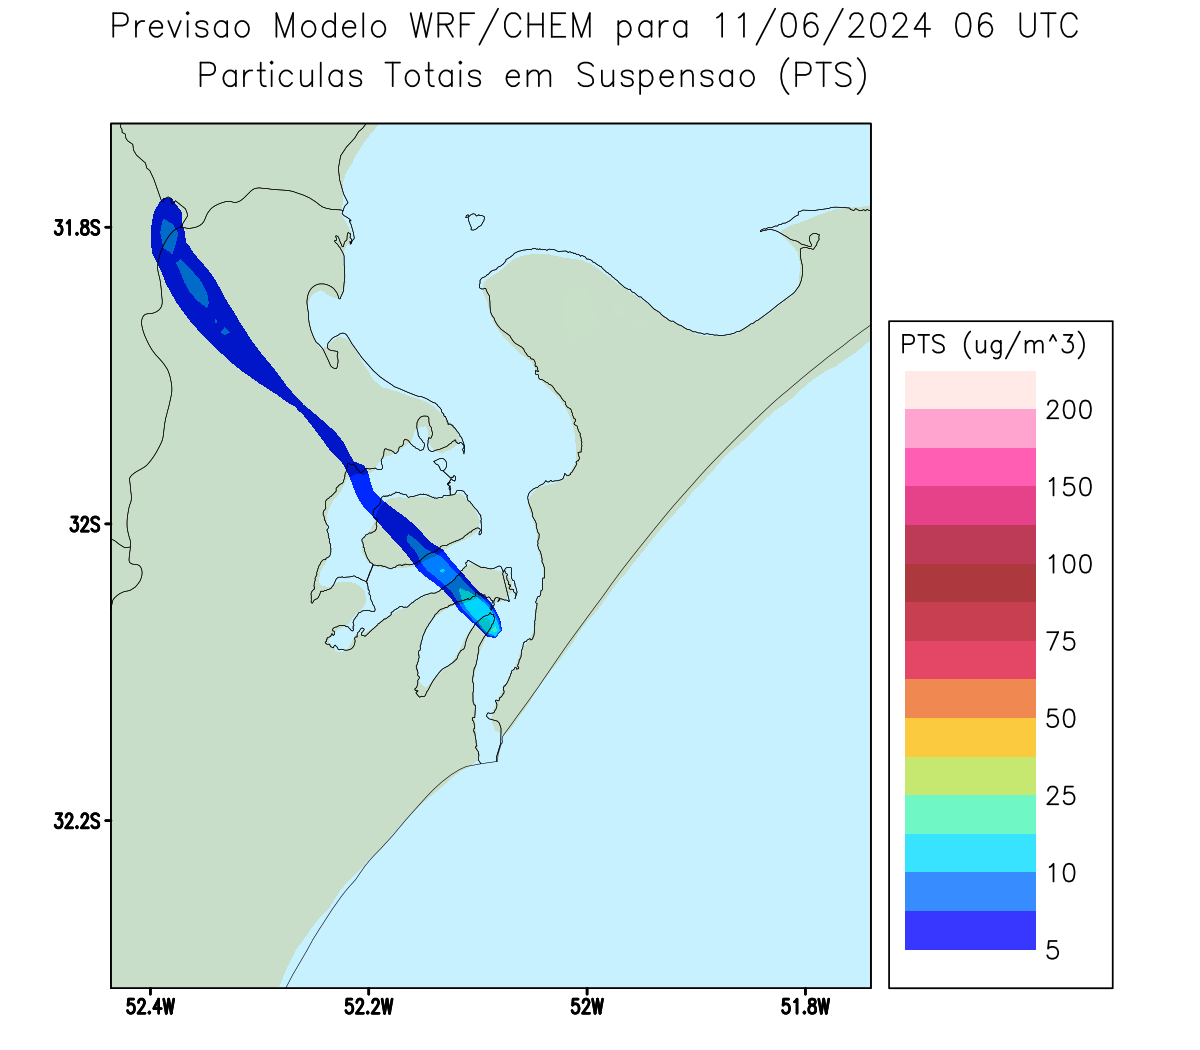 Previsao Modelo WRF/CHEM para 11/06/2024 06 UTC
Particulas Totais em Suspensao (PTS)
31.8S
32S
32.2S
52.4W 52.2W 52W 51.8W
PTS (ug/m^3)
200
150
100
75
50
25
10
5